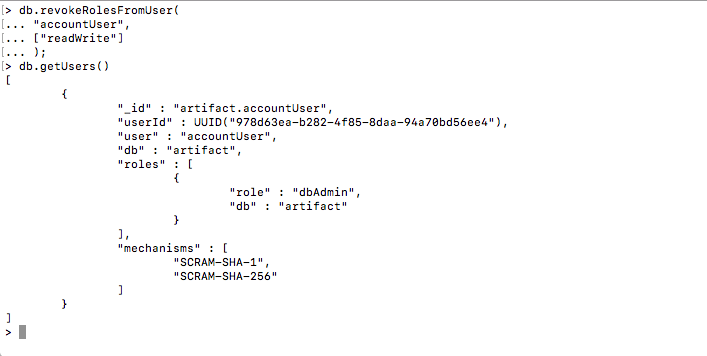 [> db.revokeRolesFromUser(
[... "accountUser",
[... ["readWrite"]
[... );
[> db.getUsers()
[
        {
                "_id" : "artifact.accountUser",
                "userId" : UUID("978d63ea-b282-4f85-8daa-94a70bd56ee4"),
                "user" : "accountUser",
                "db" : "artifact",
                "roles" : [
                        {
                                "role" : "dbAdmin",
                                "db" : "artifact"
                        }
                ],
                "mechanisms" : [
                        "SCRAM-SHA-1",
                        "SCRAM-SHA-256"
                ]
        }
]
>